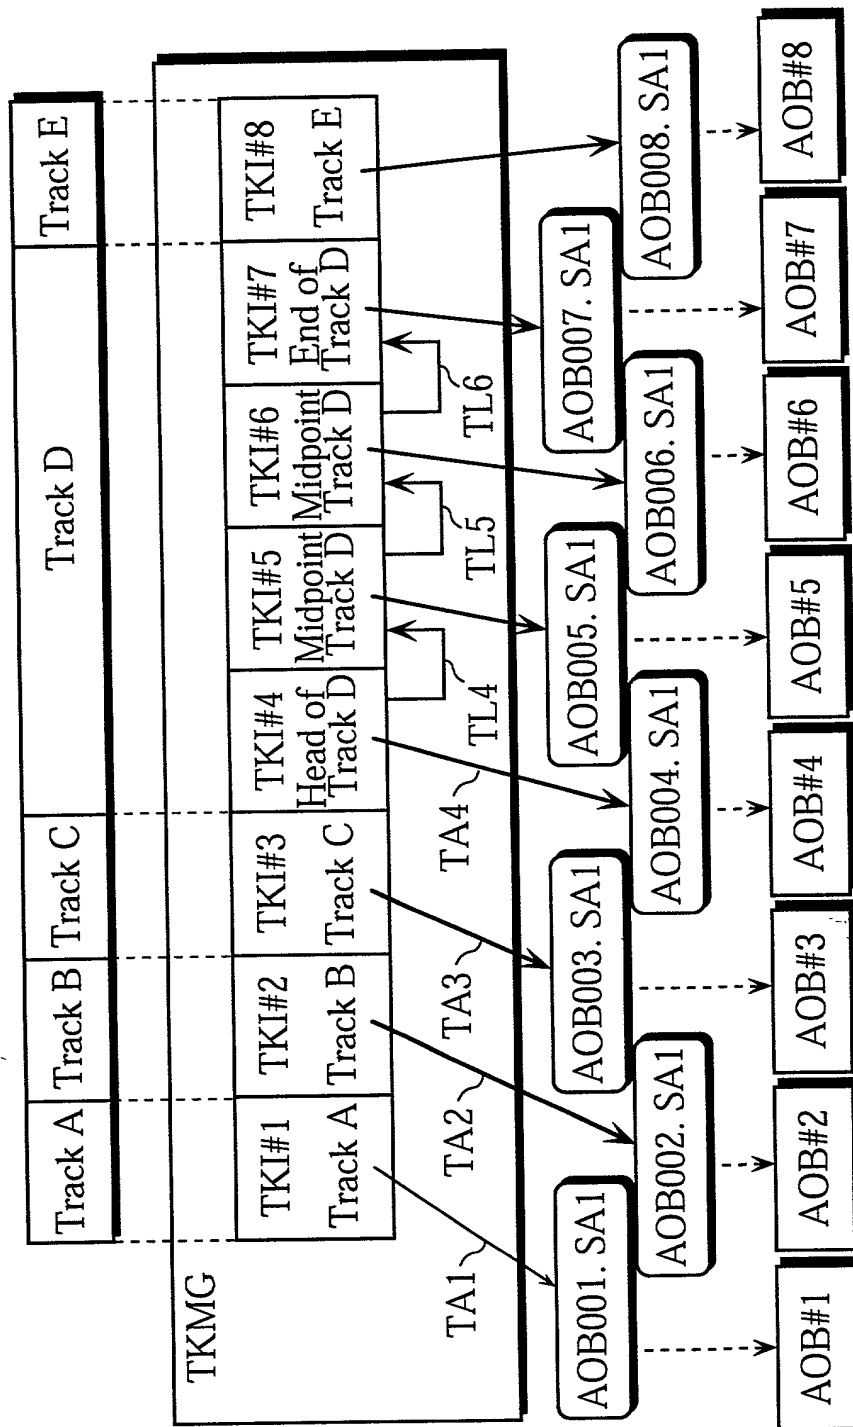 Track A
Track B
Track C
Track D
Track E
TKMG
TKI#1
Track A
TKI#2
Track B
TKI#3
Track C
TKI#4
Head of
Track D
TKI#5
Midpoint
Track D
TKI#6
Midpoint
Track D
TKI#7
End of
Track D
TKI#8
Track E
TA1
TA2
TA3
TA4
TL4
TL5
TL6
AOB001. SA1
AOB002. SA1
AOB003. SA1
AOB004. SA1
AOB005. SA1
AOB006. SA1
AOB007. SA1
AOB008. SA1
AOB#1
AOB#2
AOB#3
AOB#4
AOB#5
AOB#6
AOB#7
AOB#8